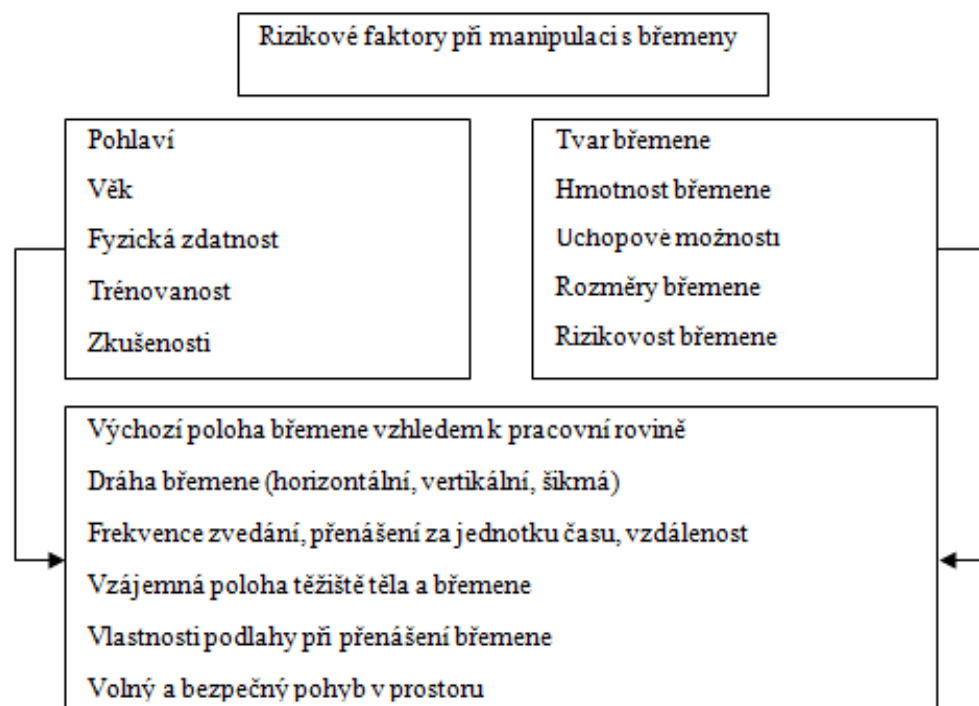 Rizikové faktory při manipulaci s břemeny
Pohlaví
Věk
Fyzická zdatnost
Trénovanost
Zkušenosti
Tvar břemene
Hmotnost břemene
Uchopové možnosti
Rozměry břemene
Rizikovost břemene
Výchozí poloha břemene vzhledem k pracovní rovině
Dráha břemene (horizontální, vertikální, šikmá)
Frekvence zvedání, přenášení za jednotku času, vzdálenost
Vzájemná poloha těžiště těla a břemene
Vlastnosti podlahy při přenášení břemene
Volný a bezpečný pohyb v prostoru